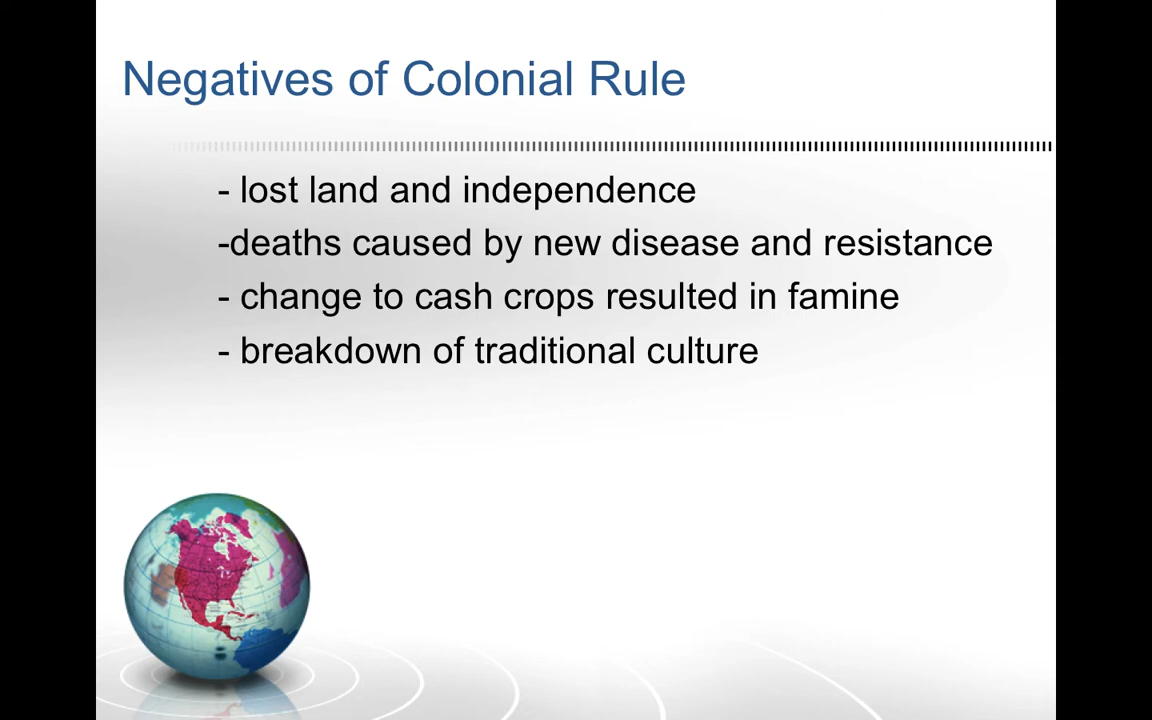 Negatives of Colonial Rule
- lost land and independence
-deaths caused by new disease and resistance
- change to cash crops resulted in famine
- breakdown of traditional culture